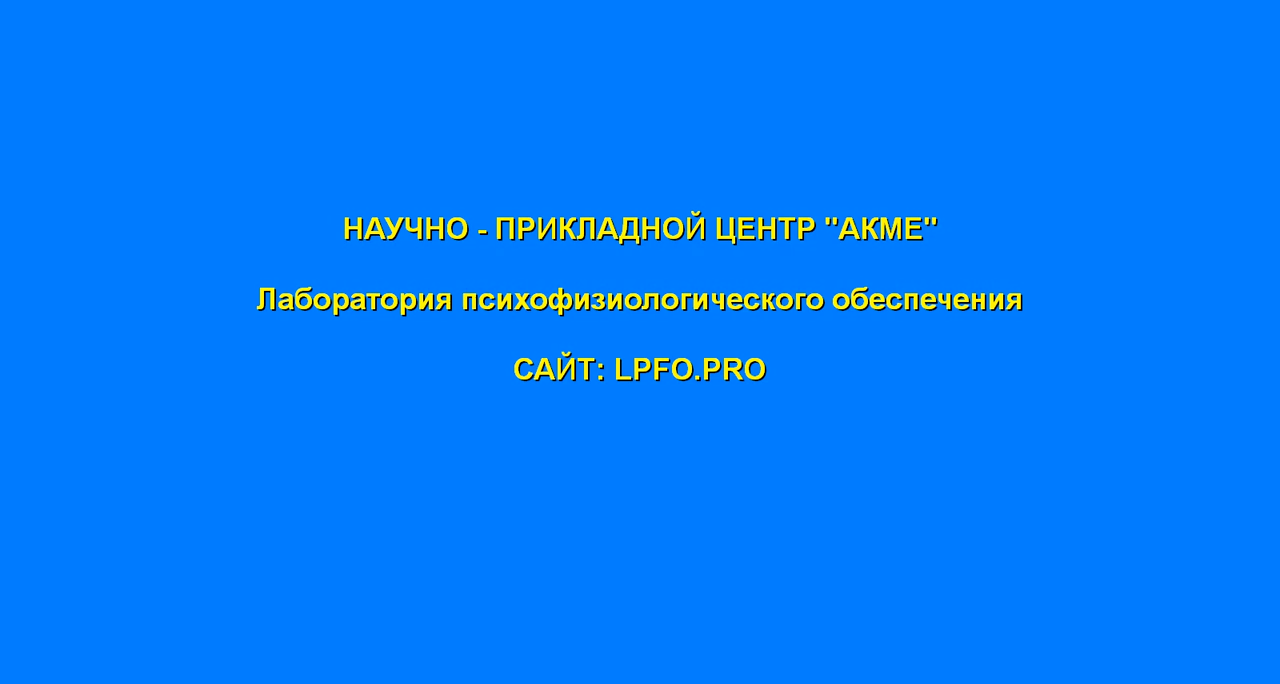 НАУЧНО - ПРИКЛАДНОЙ ЦЕНТР "АКМЕ"
Лаборатория психофизиологического обеспечения
САЙТ: LPFO.PRO